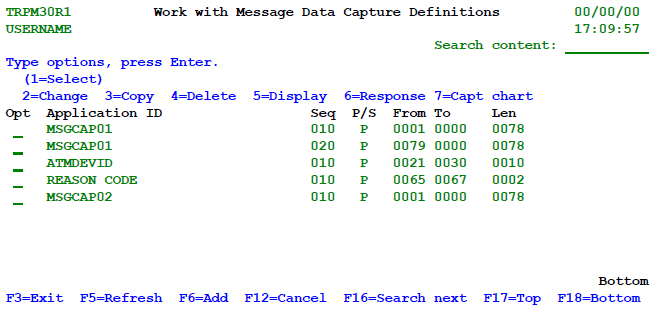 TRPM30R1 Work with Message Data Capture Definitions 00/00/00
USERNAME 17:09:57
Search content:
Type options, press Enter.
(1=Select)
2=Change 3=Copy 4=Delete 5=Display 6=Response 7=Capt chart
Opt Application ID Seq P/S From To Len
MSGCAP01 010 P 0001 0000 0078
MSGCAP01 020 P 0079 0000 0078
ATMDEVID 010 P 0021 0030 0010
REASON CODE 010 P 0065 0067 0002
MSGCAP02 010 P 0001 0000 0078
Bottom
F3=Exit F5=Refresh F6=Add F12=Cancel F16=Search next F17=Top F18=Bottom